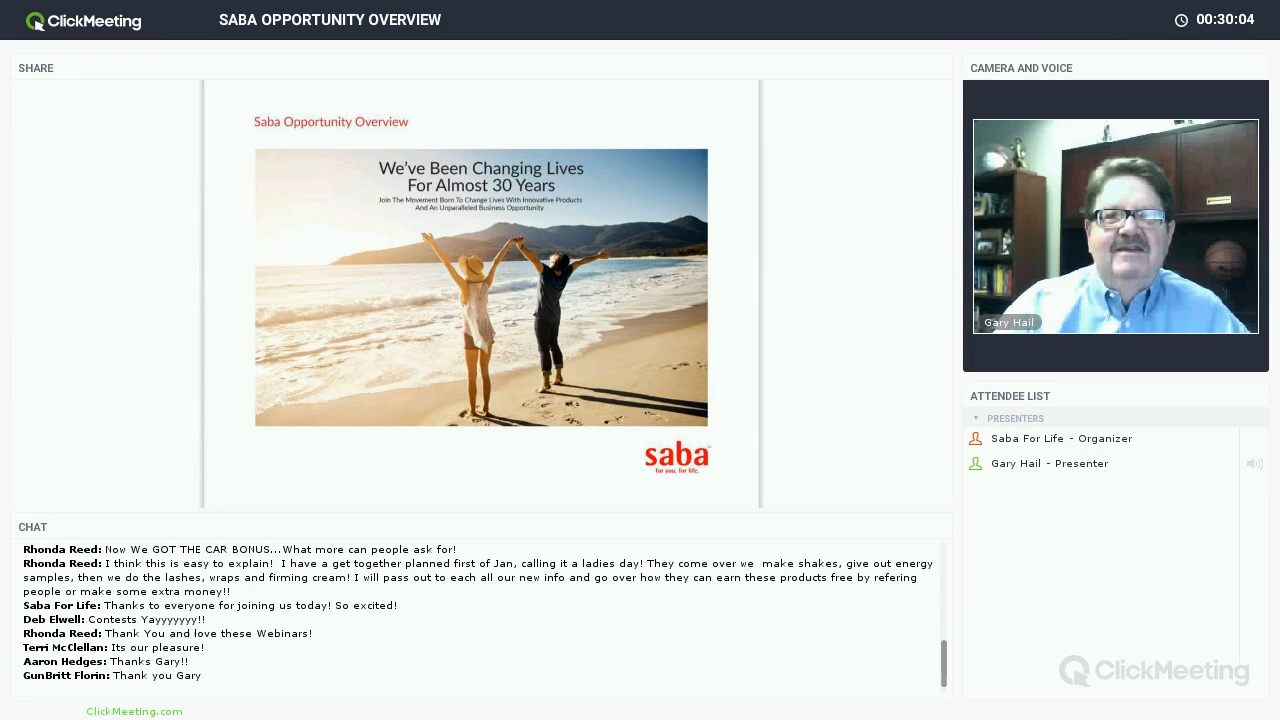 ClickMeeting
SABA OPPORTUNITY OVERVIEW
00:30:04
SHARE
Saba Opportunity Overview
We've Been Changing Lives
For Almost 30 Years
Join The Movement Born To Change Lives With Innovative Products
And An Unparalleled Business Opportunity
saba
for you. for life.
CAMERA AND VOICE
Gary Hail
ATTENDEE LIST
PRESENTERS
Saba For Life - Organizer
Gary Hail - Presenter
CHAT
Rhonda Reed: Now We GOT THE CAR BONUS...What more can people ask for!
Rhonda Reed: I think this is easy to explain!  I have a get together planned first of Jan, calling it a ladies day! They come over we  make shakes, give out energy
samples, then we do the lashes, wraps and firming cream! I will pass out to each all our new info and go over how they can earn these products free by refering
people or make some extra money!!
Saba For Life: Thanks to everyone for joining us today! So excited!
Deb Elwell: Contests Yayyyyyyy!!
Rhonda Reed: Thank You and love these Webinars!
Terri McClellan: Its our pleasure!
Aaron Hedges: Thanks Gary!!
GunBritt Florin: Thank you Gary
ClickMeeting
ClickMeeting.com